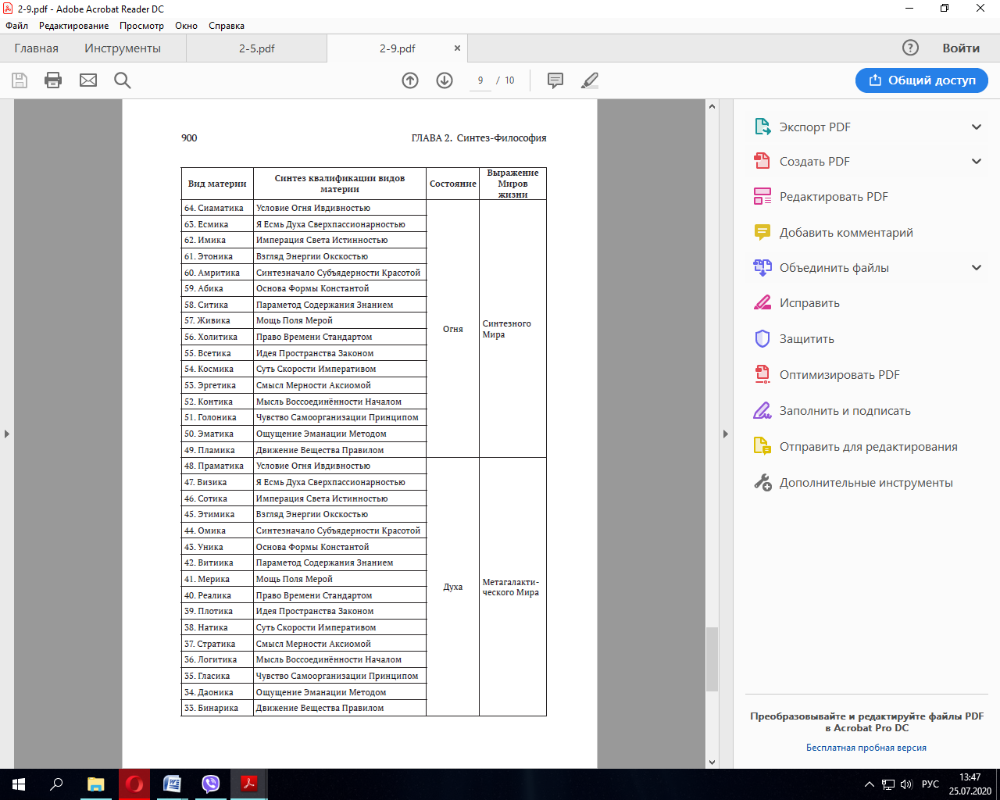 2-9.pdf - Adobe Acrobat Reader DC
Файл Редактирование Просмотр Окно Справка
Главная Инструменты 2-5.pdf 2-9.pdf × ? Войти
9 / 10 Общий доступ
900 ГЛАВА 2. Синтез-Философия
Вид материи Синтез квалификации видов материи Состояние Выражение Миров жизни
64. Сиаматика Условие Огня Ивдивностью
63. Есмика Я Есмь Духа Сверхпассионарностью
62. Имика Империя Света Истинностью
61. Этоника Взгляд Энергии Окскостью
60. Амритика Синтезначало Субъядерности Красотой
59. Абика Основа Формы Константой
58. Ситика Параметод Содержания Знанием
57. Живика Мощь Поля Мерой
56. Холитика Право Времени Стандартом
55. Всетика Идея Пространства Законом
54. Космика Суть Скорости Императивом
53. Эргетика Смысл Мерности Аксиомой
52. Контика Мысль Воссоединённости Началом
51. Голоника Чувство Самоорганизации Принципом
50. Эматика Ощущение Эманации Методом
49. Пламика Движение Вещества Правилом
Огня
Синтезного
Мира
48. Праматика Условие Огня Ивдивностью
47. Визика Я Есмь Духа Сверхпассионарностью
46. Сотика Имперация Света Истинностью
45. Этимика Взгляд Энергии Окскостью
44. Омика Синтезначало Субъядерности Красотой
43. Уника Основа Формы Константой
42. Витиика Параметод Содержания Знанием
41. Мерика Мощь Поля Мерой
40. Реалика Право Времени Стандартом
39. Плотика Идея Пространства Законом
38. Натика Суть Скорости Императивом
37. Стратика Смысл Мерности Аксиомой
36. Логитика Мысль Воссоединённости Началом
35. Гласика Чувство Самоорганизации Принципом
34. Даоника Ощущение Эманации Методом
33. Бинарика Движение Вещества Правилом
Духа
Метагалакти-
ческого Мира
Экспорт PDF
Создать PDF
Редактировать PDF
Добавить комментарий
Объединить файлы
Исправить
Защитить
Оптимизировать PDF
Заполнить и подписать
Отправить для редактирования
Дополнительные инструменты
Преобразовывайте и редактируйте файлы PDF
в Acrobat Pro DC
Бесплатная пробная версия
РУС
13:47
25.07.2020